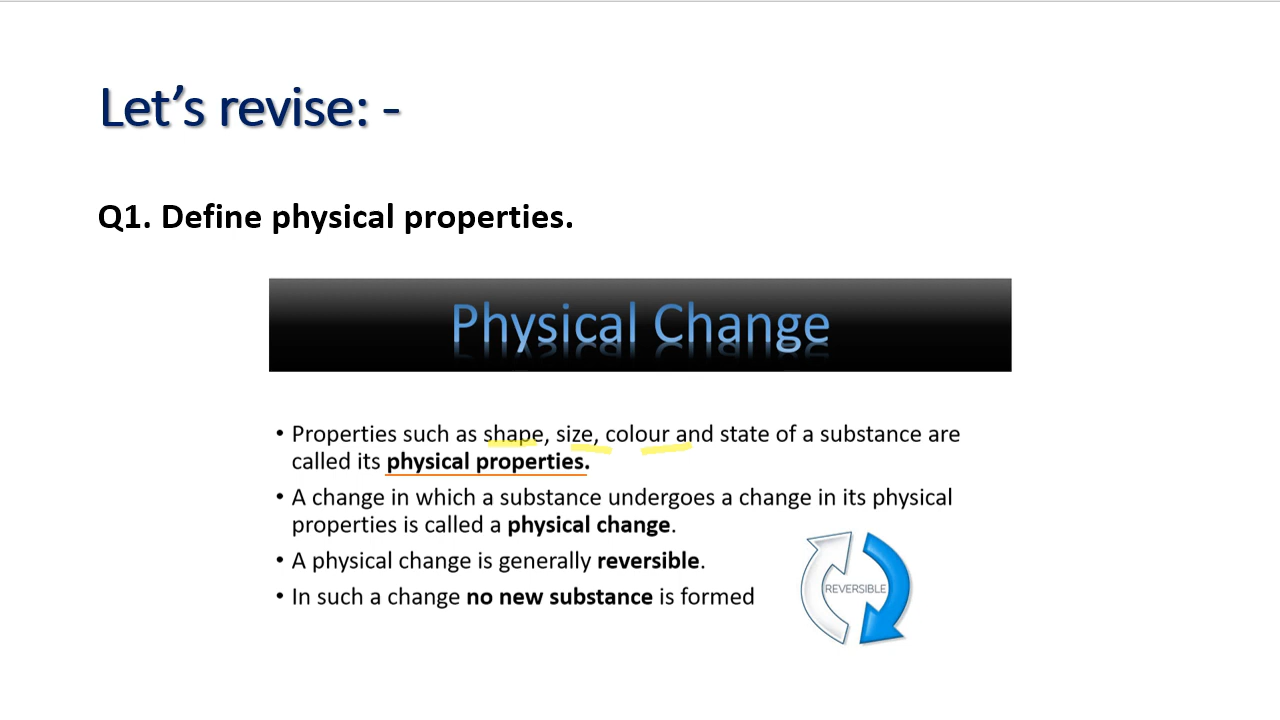 Let’s revise: -
Q1. Define physical properties.
Physical Change
• Properties such as shape, size, colour and state of a substance are
called its physical properties.
• A change in which a substance undergoes a change in its physical
properties is called a physical change.
• A physical change is generally reversible.
• In such a change no new substance is formed
REVERSIBLE